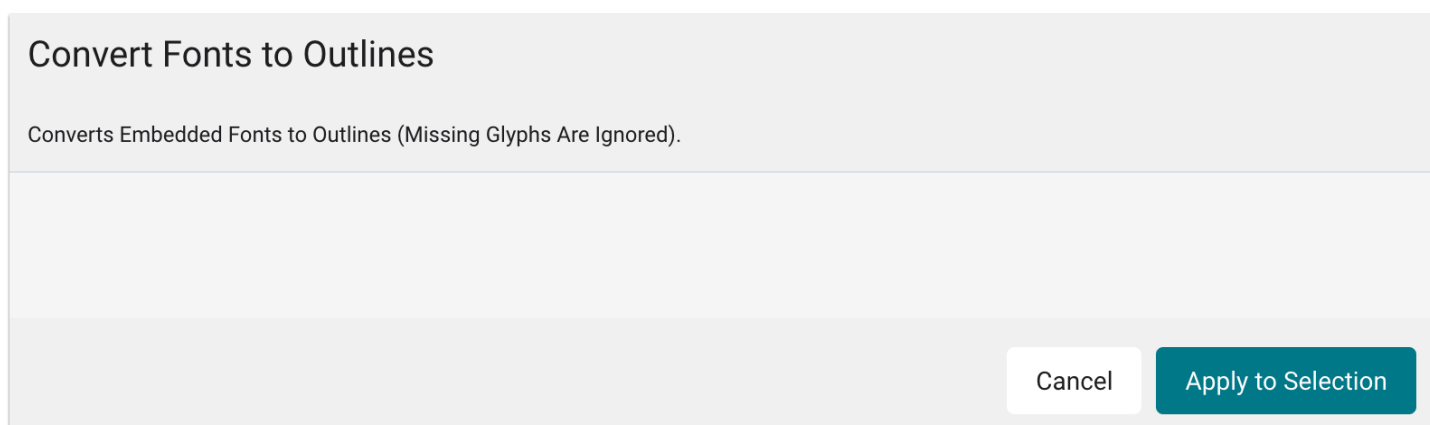 Convert Fonts to Outlines
Converts Embedded Fonts to Outlines (Missing Glyphs Are Ignored).
Cancel
Apply to Selection